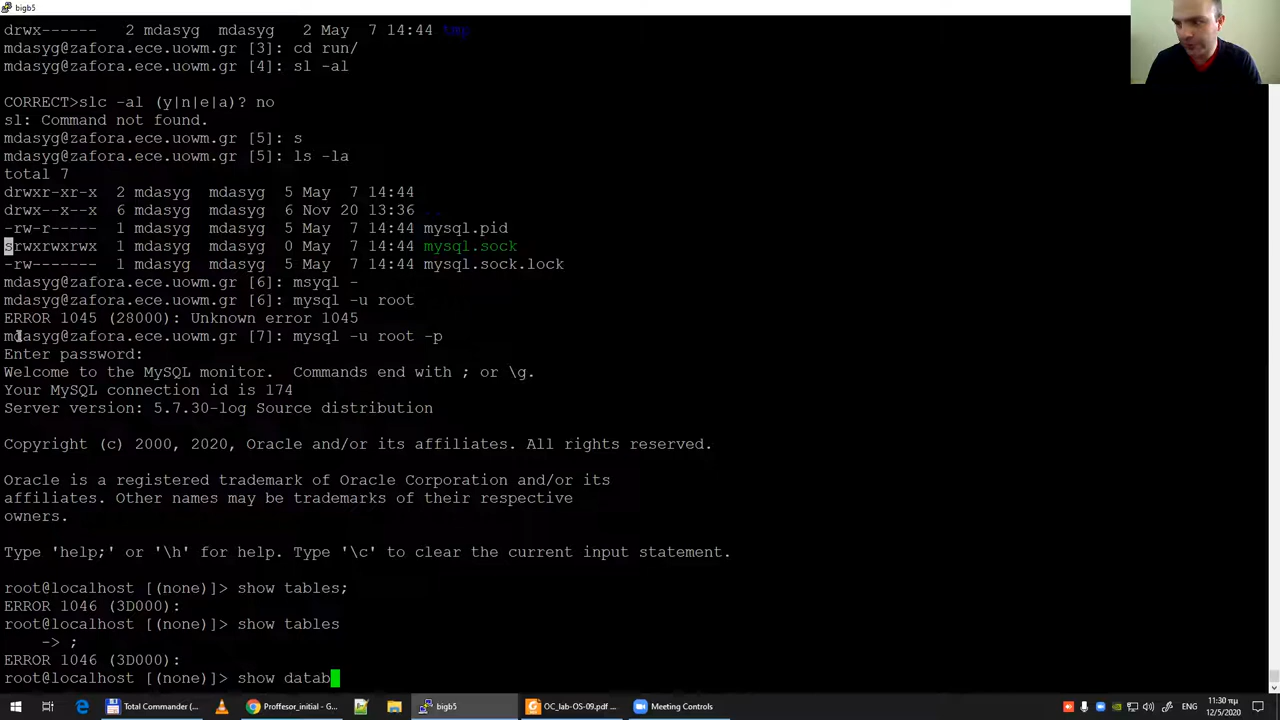 bigb5
drwx------ 2 mdasyg mdasyg 2 May 7 14:44 tmp
mdasyg@zafora.ece.uowm.gr [3]: cd run/
mdasyg@zafora.ece.uowm.gr [4]: sl -al
CORRECT>slc -al (y|n|e|a)? no
sl: Command not found.
mdasyg@zafora.ece.uowm.gr [5]: s
mdasyg@zafora.ece.uowm.gr [5]: ls -la
total 7
drwxr-xr-x 2 mdasyg mdasyg 5 May 7 14:44
drwx--x--x 6 mdasyg mdasyg 6 Nov 20 13:36 ..
-rw-r----- 1 mdasyg mdasyg 5 May 7 14:44 mysql.pid
srwxrwxrwx 1 mdasyg mdasyg 0 May 7 14:44 mysql.sock
-rw------- 1 mdasyg mdasyg 5 May 7 14:44 mysql.sock.lock
mdasyg@zafora.ece.uowm.gr [6]: msyql -
mdasyg@zafora.ece.uowm.gr [6]: mysql -u root
ERROR 1045 (28000): Unknown error 1045
mdasyg@zafora.ece.uowm.gr [7]: mysql -u root -p
Enter password:
Welcome to the MySQL monitor. Commands end with ; or \g.
Your MySQL connection id is 174
Server version: 5.7.30-log Source distribution
Copyright (c) 2000, 2020, Oracle and/or its affiliates. All rights reserved.
Oracle is a registered trademark of Oracle Corporation and/or its
affiliates. Other names may be trademarks of their respective
owners.
Type 'help;' or '\h' for help. Type '\c' to clear the current input statement.
root@localhost [(none)]> show tables;
ERROR 1046 (3D000):
root@localhost [(none)]> show tables
-> ;
ERROR 1046 (3D000):
root@localhost [(none)]> show datab
Total Commander (... Proffesor_initial - G... bigb5 OC_lab-OS-09.pdf ... Meeting Controls ENG 11:30 πμ
12/5/2020